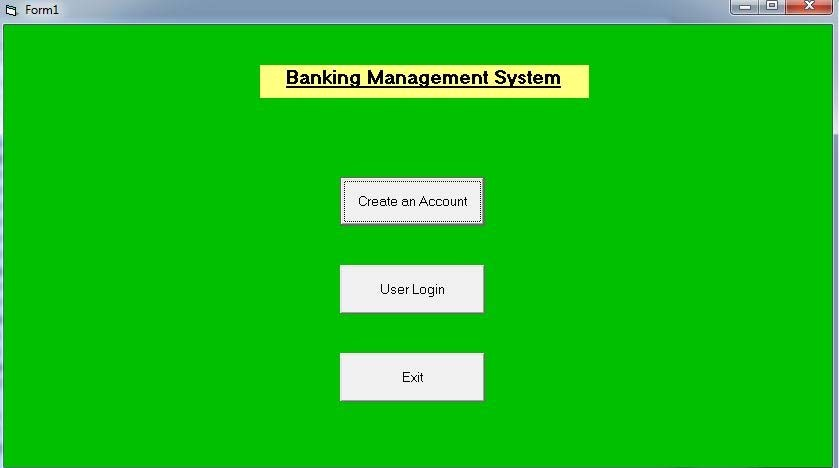 Form1
Banking Management System
Create an Account
User Login
Exit